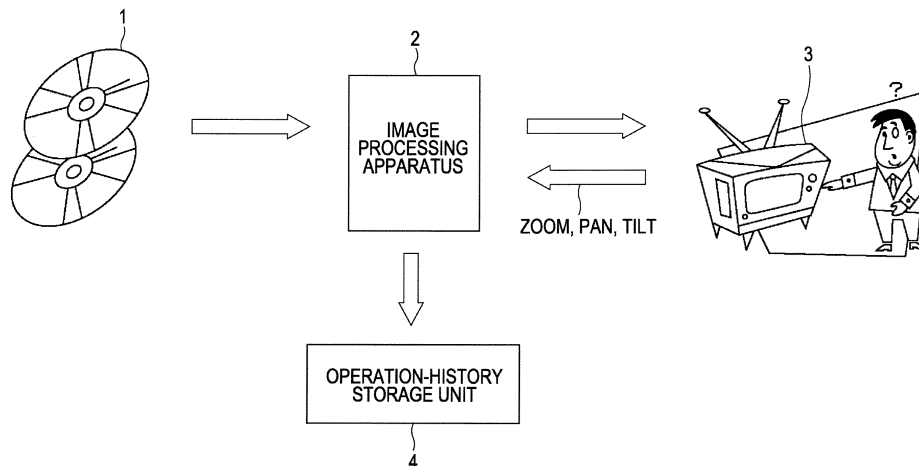 1
2
3
?
IMAGE
PROCESSING
APPARATUS
ZOOM, PAN, TILT
OPERATION-HISTORY
STORAGE UNIT
4